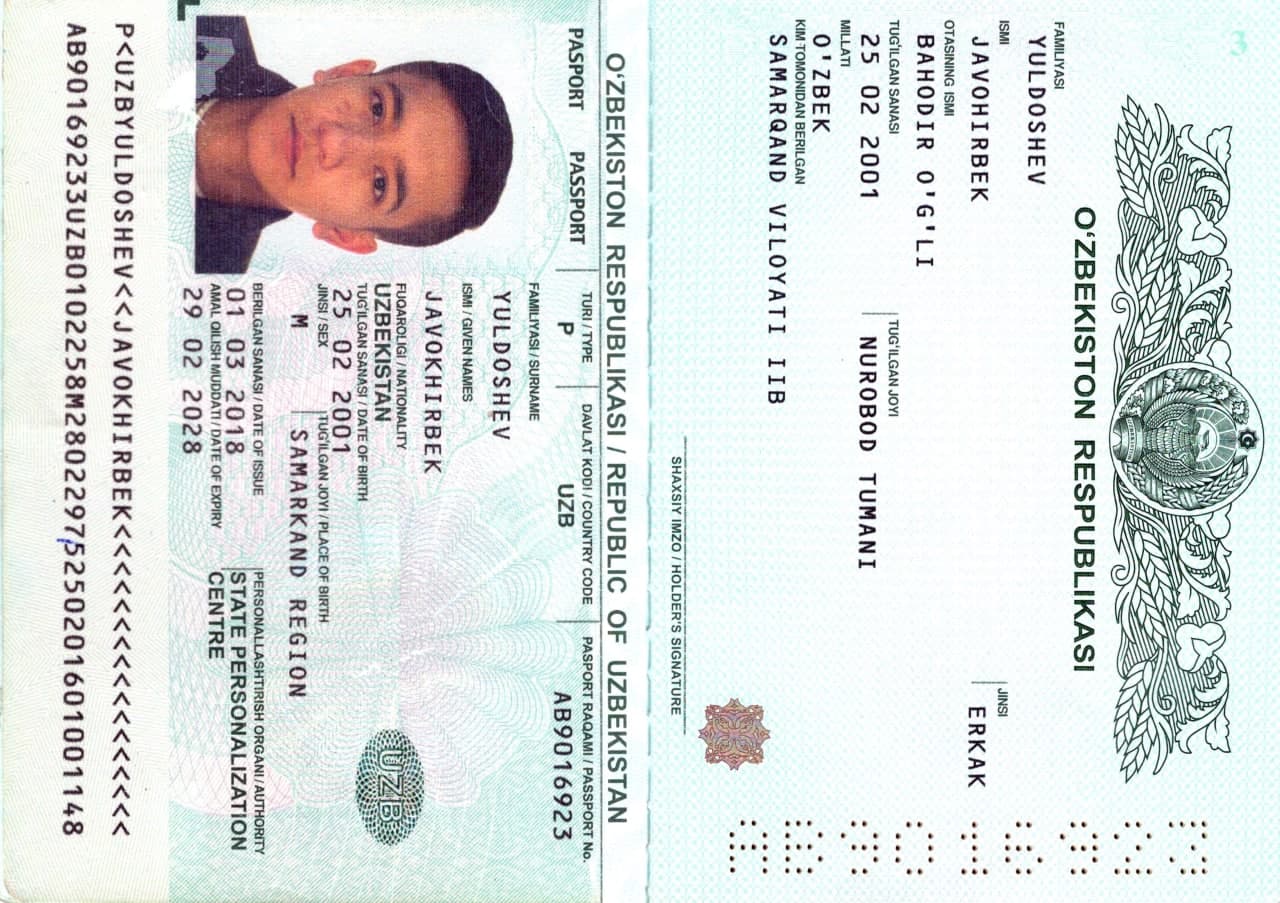 O‘ZBEKISTON RESPUBLIKASI
FAMILIYASI
YULDOSHEV
ISMI
JAVOHIRBEK
JINSI
ERKAK
OTASINING ISMI
BAHODIR O'G'LI
TUG‘ILGAN SANASI
25 02 2001
TUG‘ILGAN JOYI
NUROBOD TUMANI
MILLATI
O'ZBEK
KIM TOMONIDAN BERILGAN
SAMARQAND VILOYATI IIB
AB9016923
SHAXSIY IMZO / HOLDER'S SIGNATURE
O‘ZBEKISTON RESPUBLIKASI / REPUBLIC OF UZBEKISTAN
PASPORT PASSPORT
TURI / TYPE
P
DAVLAT KODI / COUNTRY CODE
UZB
PASPORT RAQAMI / PASSPORT No.
AB9016923
FAMILIYASI / SURNAME
YULDOSHEV
ISMI / GIVEN NAMES
JAVOKHIRBEK
FUQAROLIGI / NATIONALITY
UZBEKISTAN
UZB
TUG‘ILGAN SANASI / DATE OF BIRTH
25 02 2001
JINSI / SEX
M
TUG‘ILGAN JOYI / PLACE OF BIRTH
SAMARKAND REGION
BERILGAN SANASI / DATE OF ISSUE
01 03 2018
PERSONALLASHTIRISH ORGANI / AUTHORITY
STATE PERSONALIZATION
CENTRE
AMAL QILISH MUDDATI / DATE OF EXPIRY
29 02 2028
P<UZBYULDOSHEV<<JAVOKHIRBEK<<<<<<<<<<<<<<<<<
AB90169233UZB0102258M28022975250201601001148